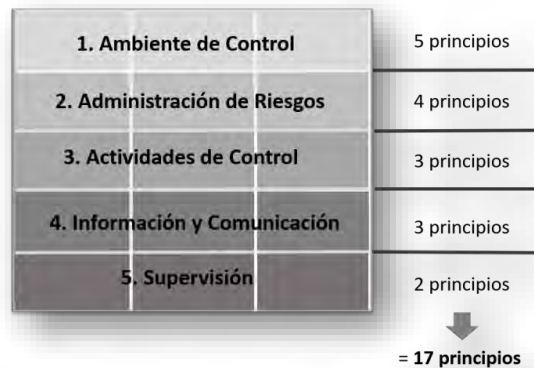 1. Ambiente de Control
5 principios
2. Administración de Riesgos
4 principios
3. Actividades de Control
3 principios
4. Información y Comunicación
3 principios
5. Supervisión
2 principios
= 17 principios